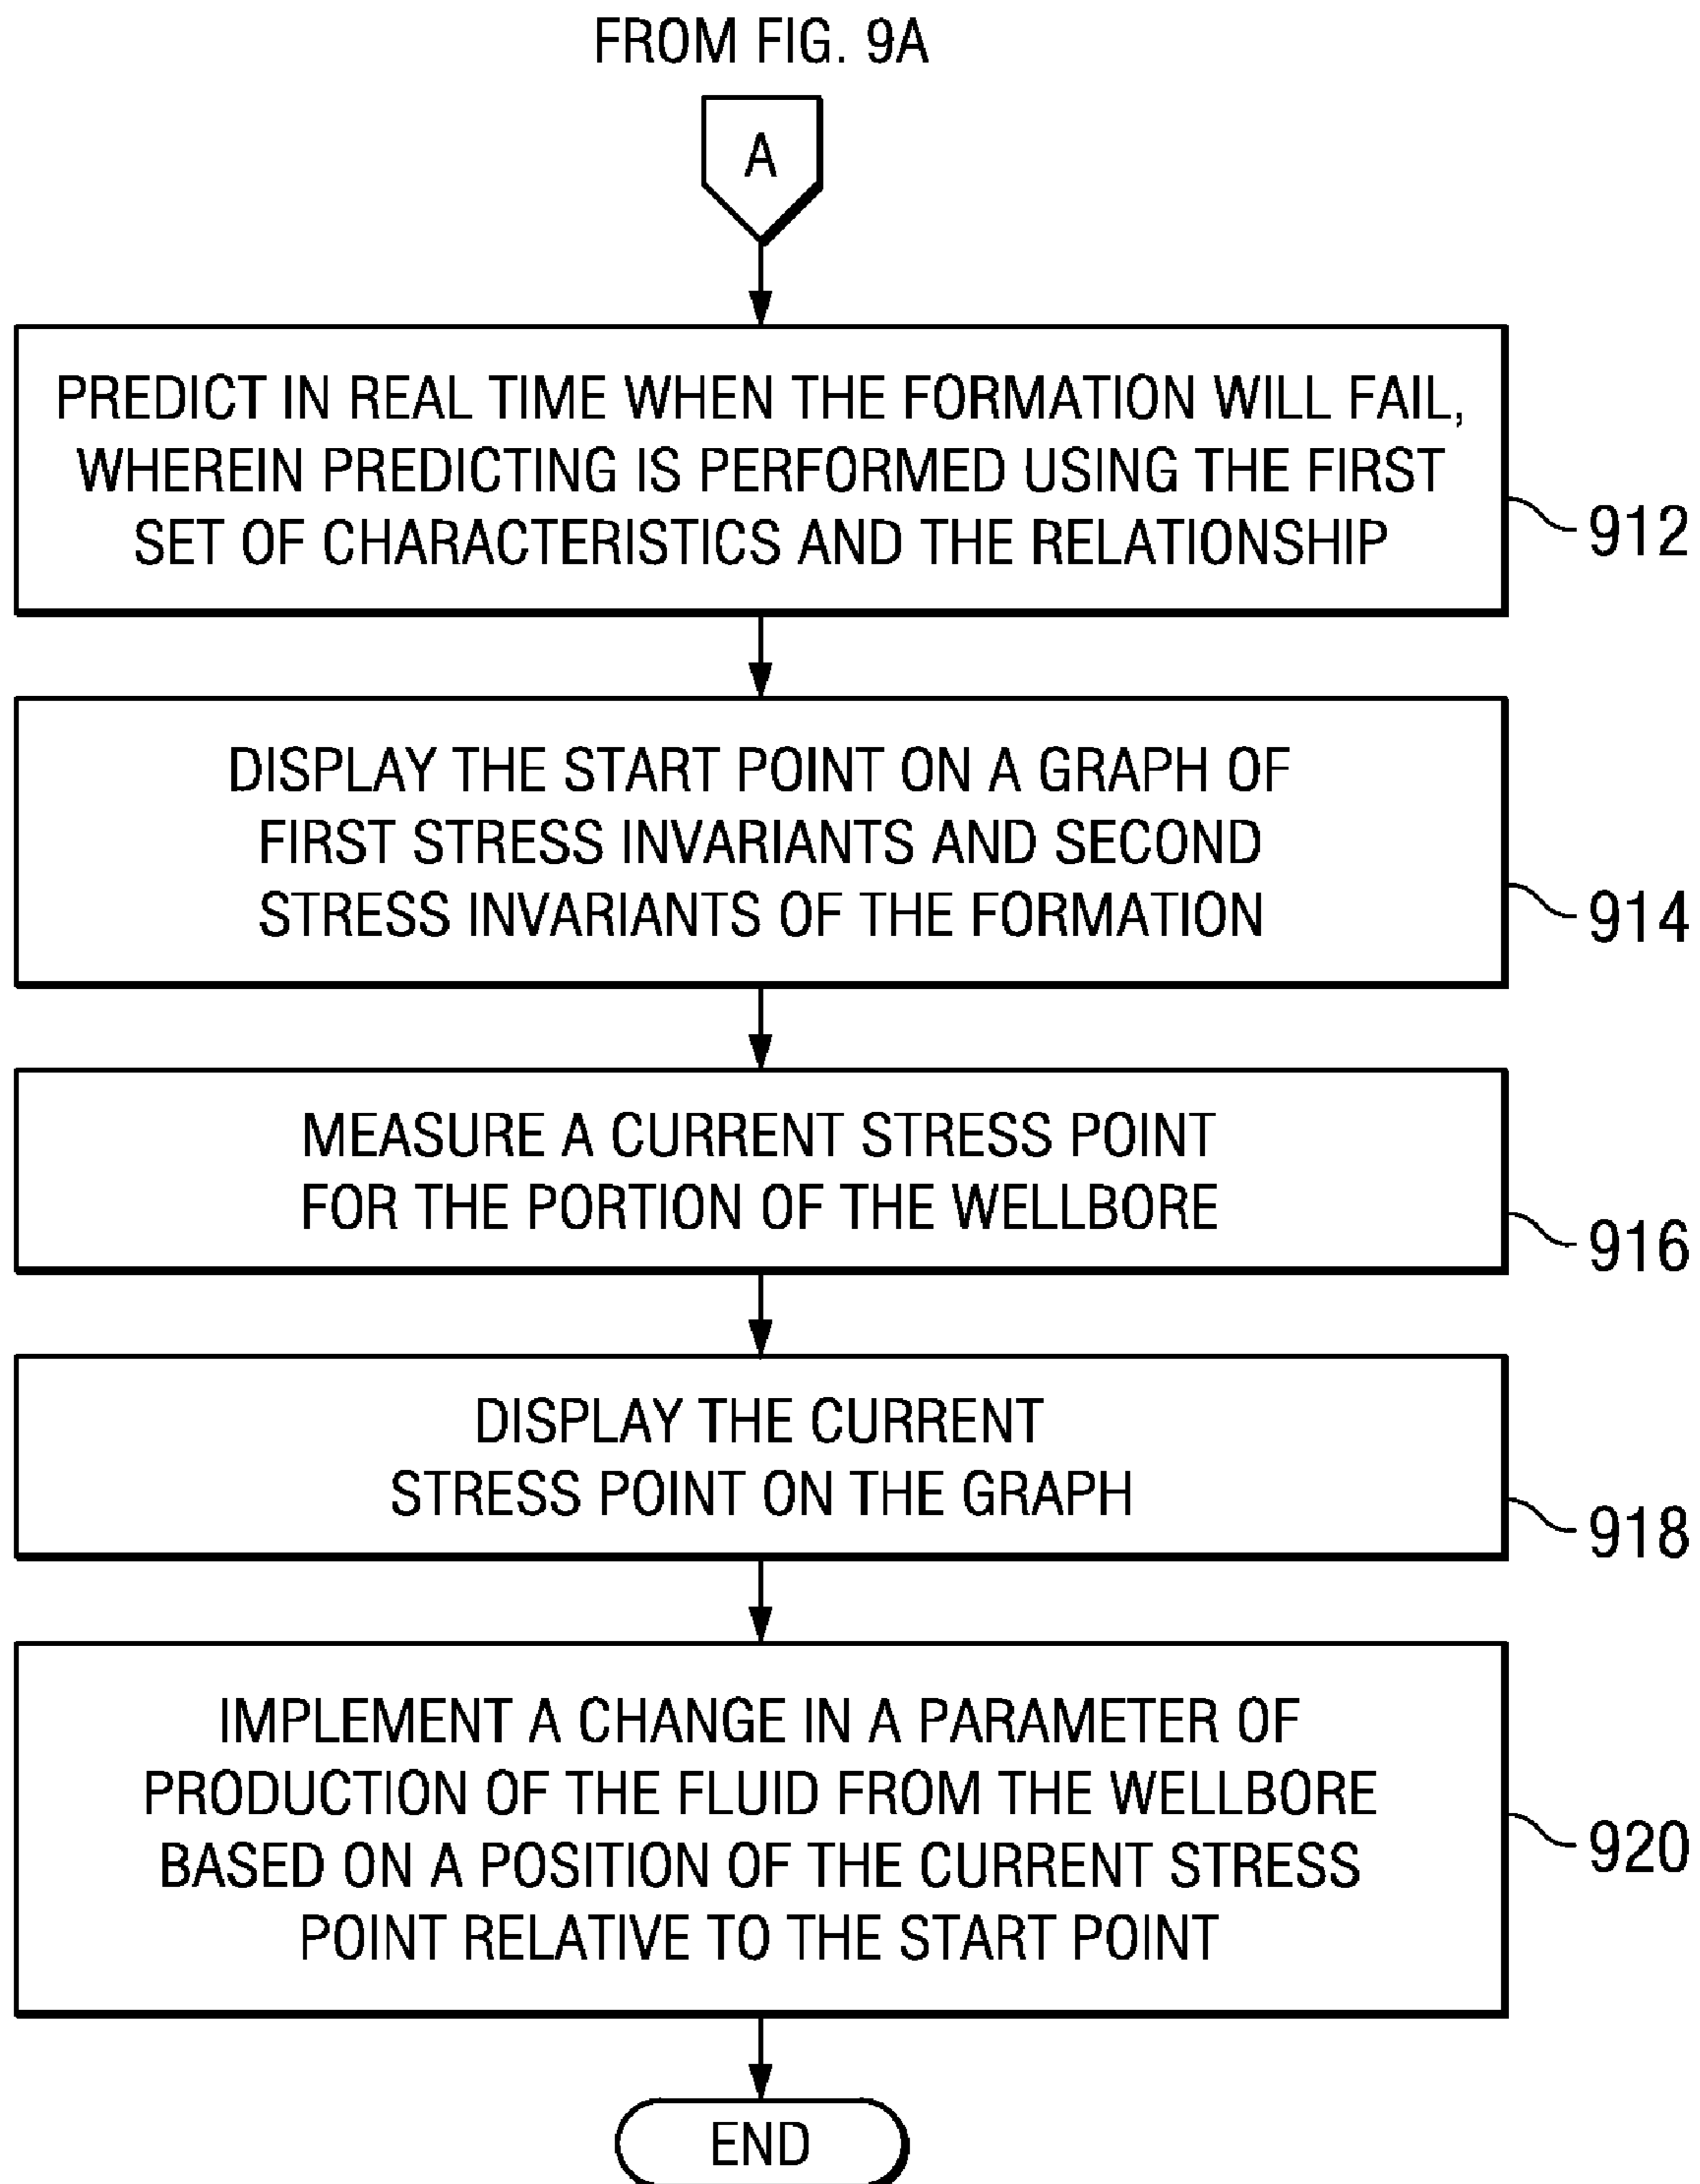 FROM FIG. 9A
A
PREDICT IN REAL TIME WHEN THE FORMATION WILL FAIL,
WHEREIN PREDICTING IS PERFORMED USING THE FIRST
SET OF CHARACTERISTICS AND THE RELATIONSHIP
912
DISPLAY THE START POINT ON A GRAPH OF
FIRST STRESS INVARIANTS AND SECOND
STRESS INVARIANTS OF THE FORMATION
914
MEASURE A CURRENT STRESS POINT
FOR THE PORTION OF THE WELLBORE
916
DISPLAY THE CURRENT
STRESS POINT ON THE GRAPH
918
IMPLEMENT A CHANGE IN A PARAMETER OF
PRODUCTION OF THE FLUID FROM THE WELLBORE
BASED ON A POSITION OF THE CURRENT STRESS
POINT RELATIVE TO THE START POINT
920
END